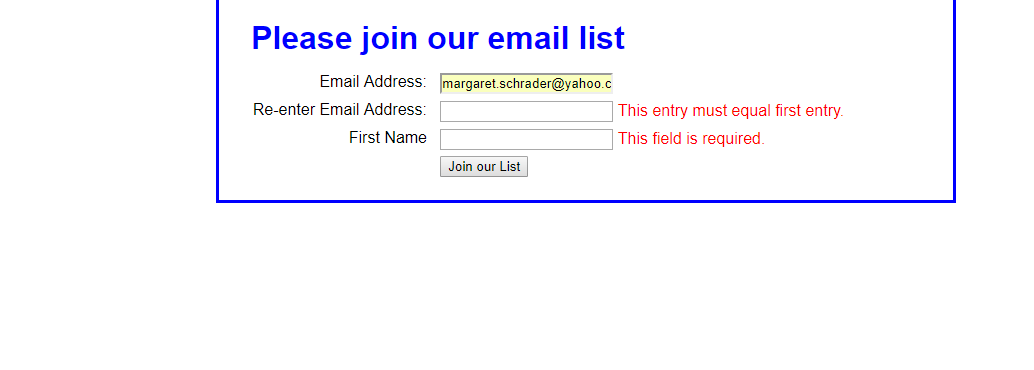 Please join our email list
Email Address: margaret.schrader@yahoo.c
Re-enter Email Address: This entry must equal first entry.
First Name This field is required.
Join our List